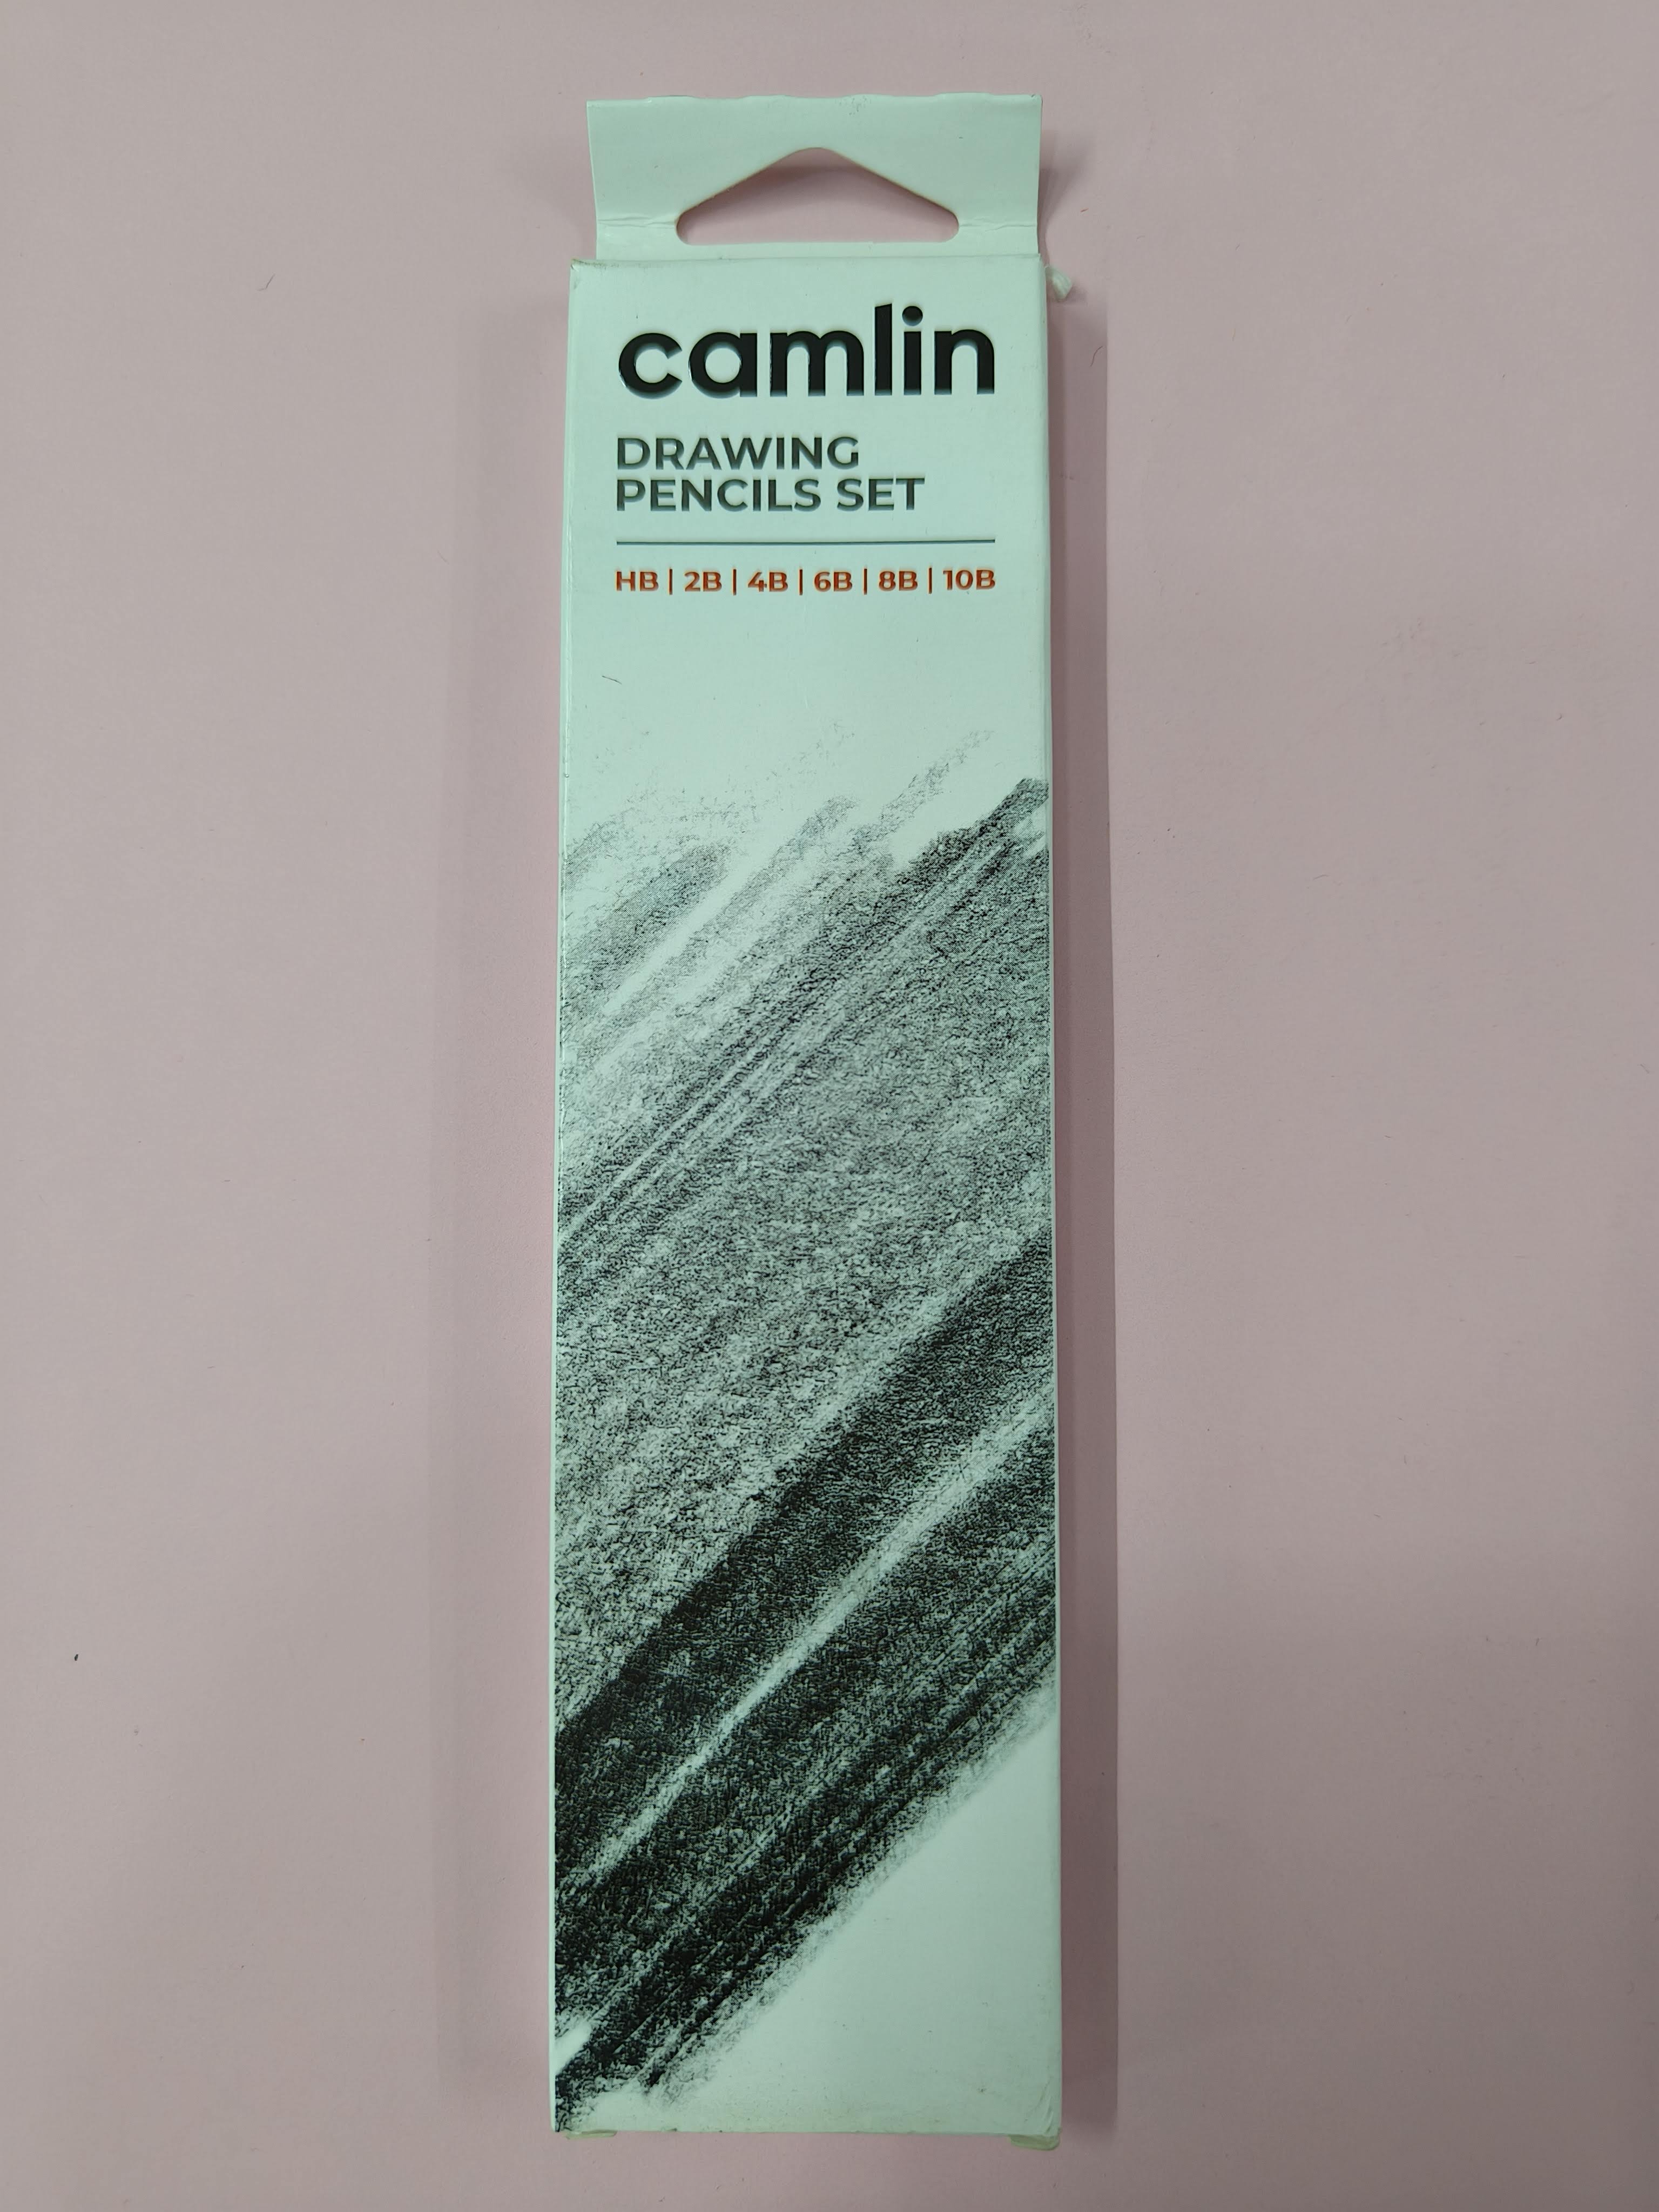 camlin
DRAWING
PENCILS SET
HB | 2B | 4B | 6B | 8B | 10B